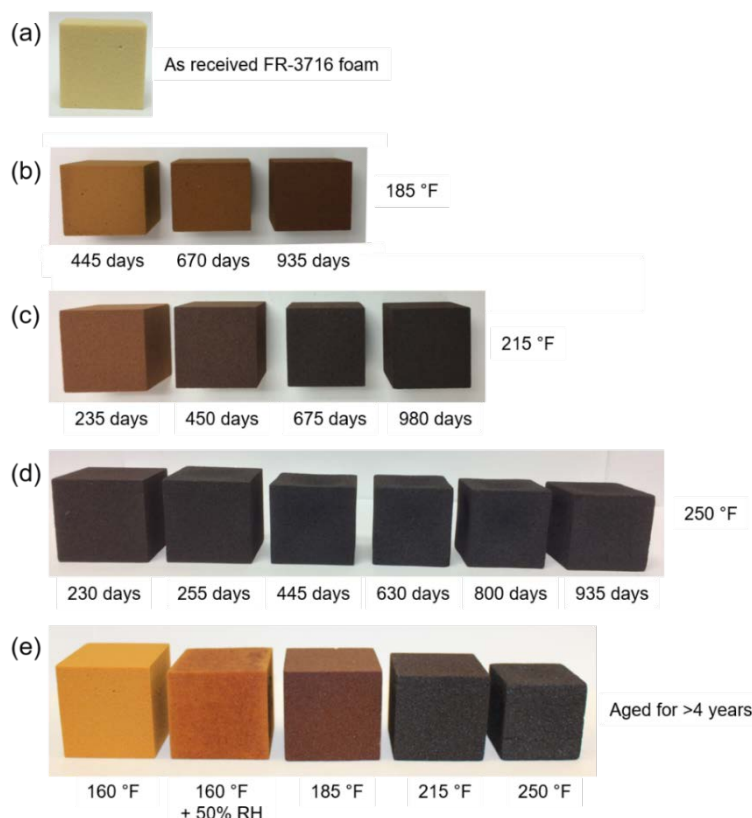 (a)
As received FR-3716 foam
(b)
185 °F
445 days 670 days 935 days
(c)
215 °F
235 days 450 days 675 days 980 days
(d)
250 °F
230 days 255 days 445 days 630 days 800 days 935 days
(e)
Aged for >4 years
160 °F 160 °F 185 °F 215 °F 250 °F
+ 50% RH